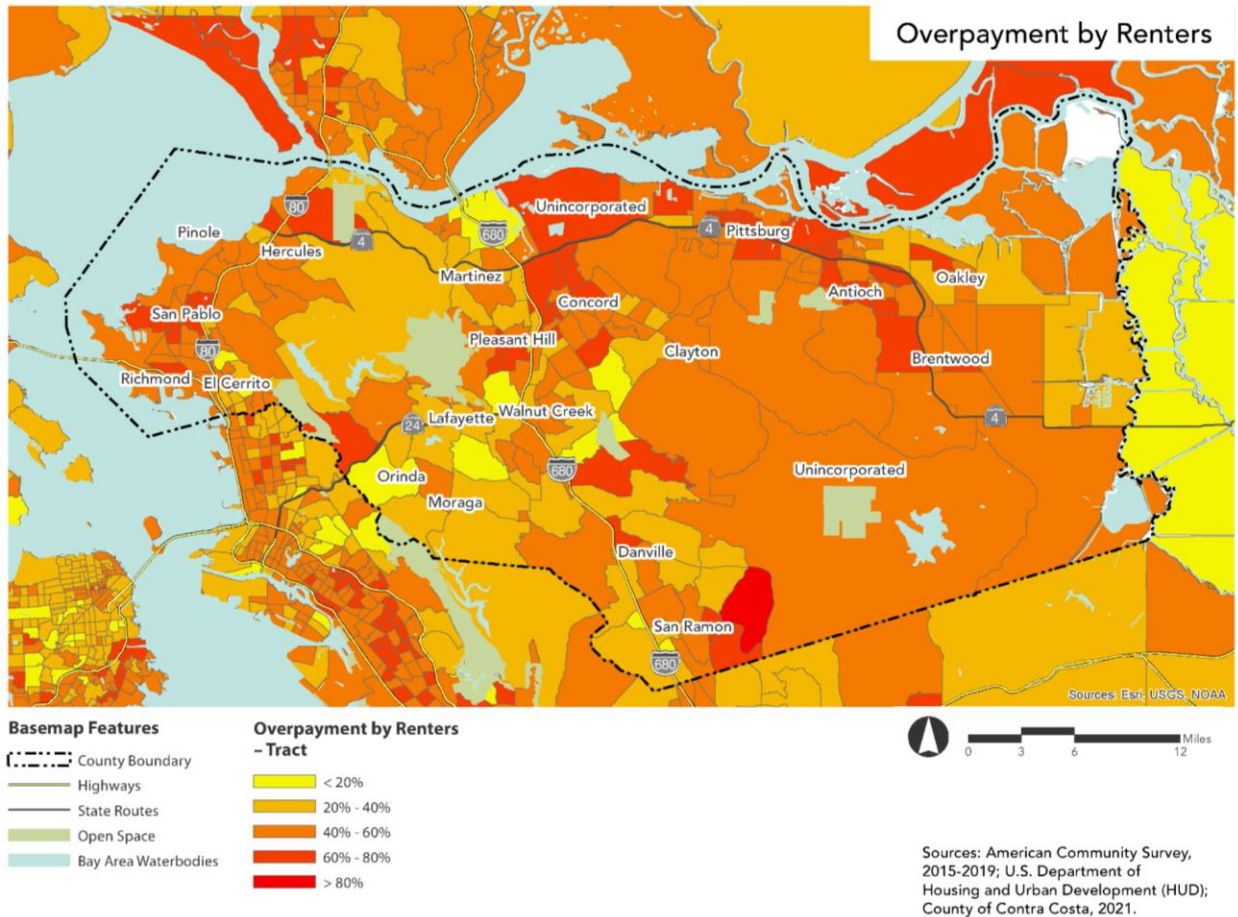 Overpayment by Renters
80
Unincorporated
Pinole
4
680
4
Pittsburg
Hercules
Martinez
Oakley
Antioch
Concord
San Pablo
Pleasant Hill
80
Clayton
Brentwood
Richmond
El Cerrito
Lafayette
Walnut Creek
24
4
680
Unincorporated
Orinda
Moraga
Danville
San Ramon
680
Sources: Esri, USGS, NOAA
Basemap Features
County Boundary
Highways
State Routes
Open Space
Bay Area Waterbodies
Overpayment by Renters
– Tract
< 20%
20% - 40%
40% - 60%
60% - 80%
> 80%
Miles
0 3 6 12
Sources: American Community Survey,
2015-2019; U.S. Department of
Housing and Urban Development (HUD);
County of Contra Costa, 2021.